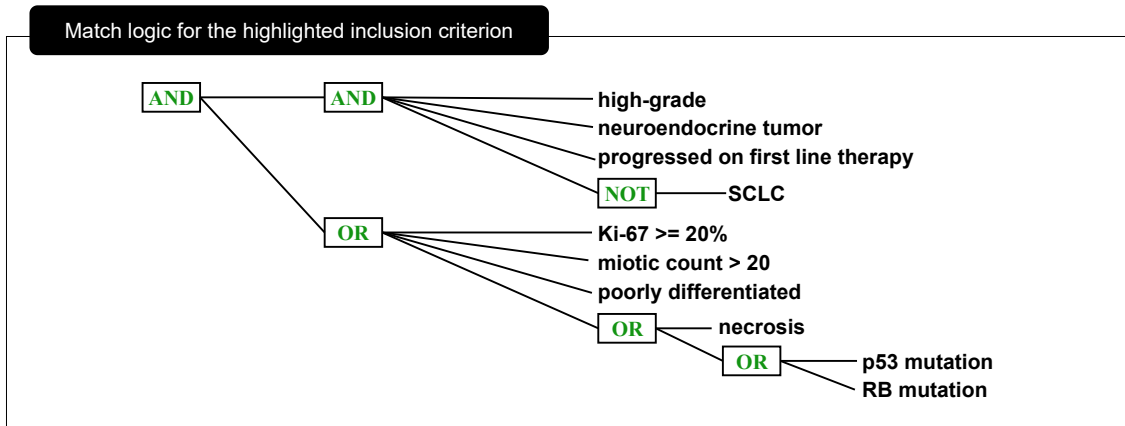 Match logic for the highlighted inclusion criterion
AND
AND
high-grade
neuroendocrine tumor
progressed on first line therapy
NOT
SCLC
OR
Ki-67 >= 20%
miotic count > 20
poorly differentiated
OR
necrosis
OR
p53 mutation
RB mutation